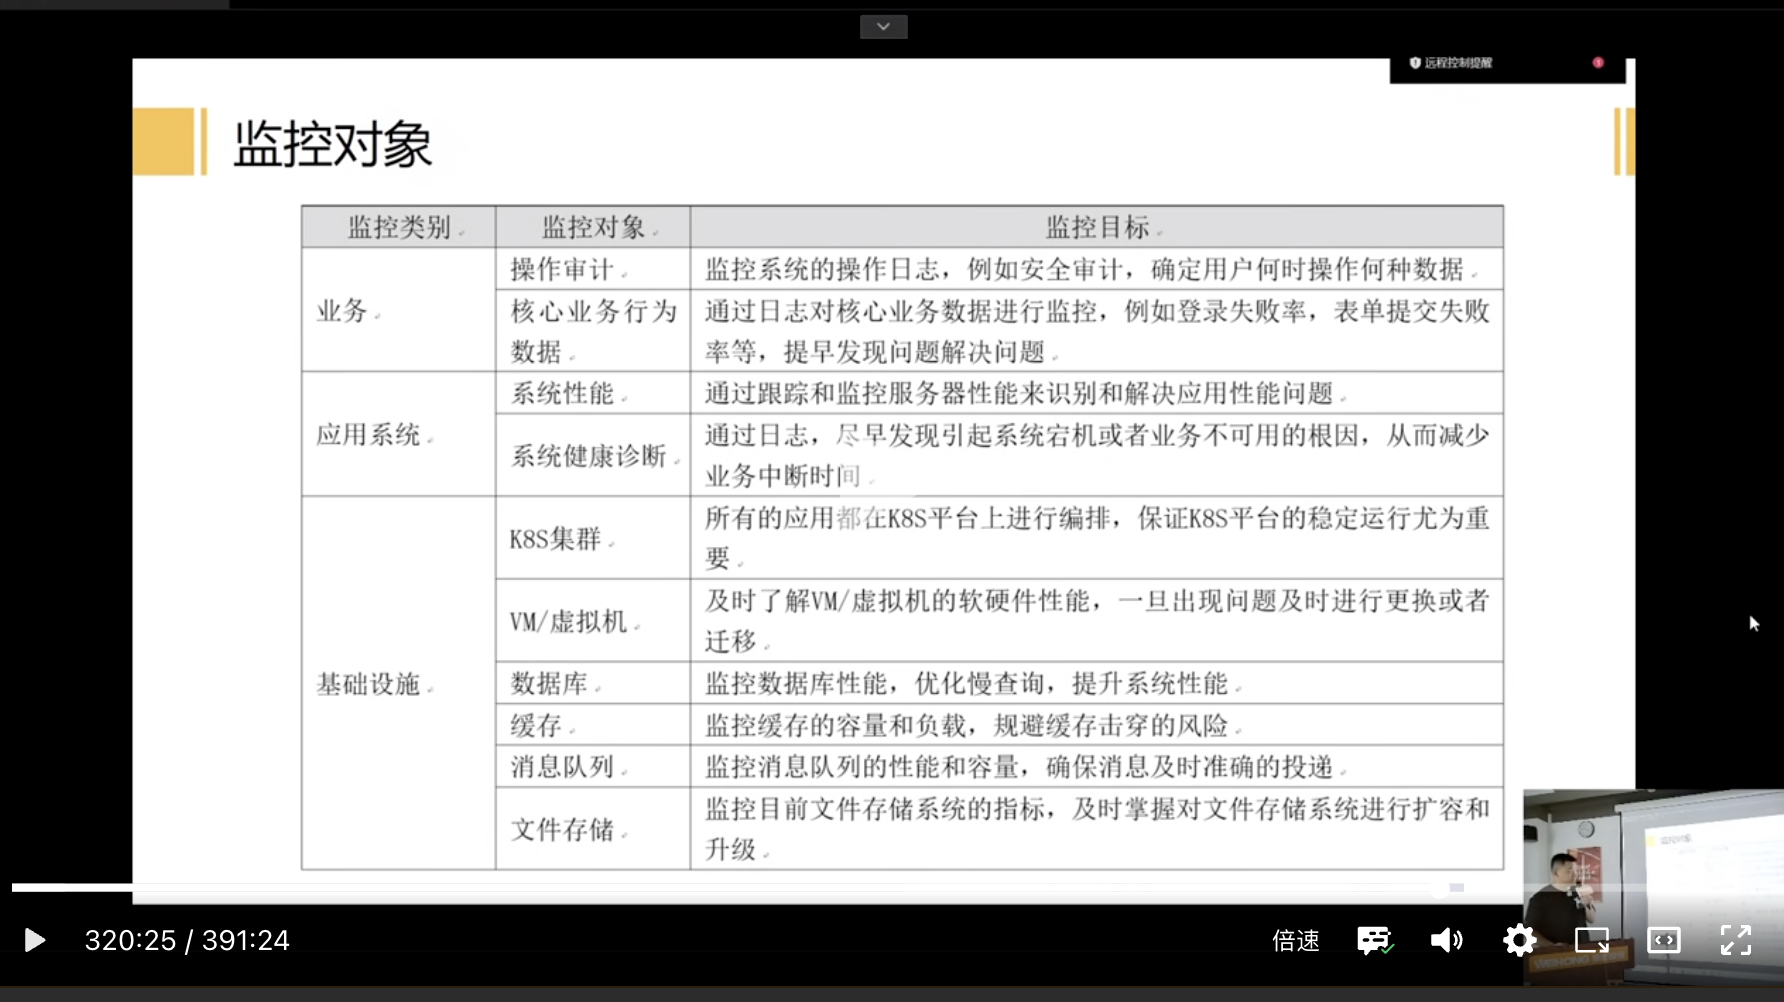 远程控制提醒
监控对象
监控类别 监控对象 监控目标
业务
操作审计 监控系统的操作日志，例如安全审计，确定用户何时操作何种数据
核心业务行为 通过日志对核心业务数据进行监控，例如登录失败率，表单提交失败
数据 率等，提早发现问题解决问题
应用系统
系统性能 通过跟踪和监控服务器性能来识别和解决应用性能问题
系统健康诊断 通过日志，尽早发现引起系统宕机或者业务不可用的根因，从而减少
业务中断时间
基础设施
K8S集群 所有的应用都在K8S平台上进行编排，保证K8S平台的稳定运行尤为重
要
VM/虚拟机 及时了解VM/虚拟机的软硬件性能，一旦出现问题及时进行更换或者
迁移
数据库 监控数据库性能，优化慢查询，提升系统性能
缓存 监控缓存的容量和负载，规避缓存击穿的风险
消息队列 监控消息队列的性能和容量，确保消息及时准确的投递
文件存储 监控目前文件存储系统的指标，及时掌握对文件存储系统进行扩容和
升级
监控对象
320:25 / 391:24
倍速